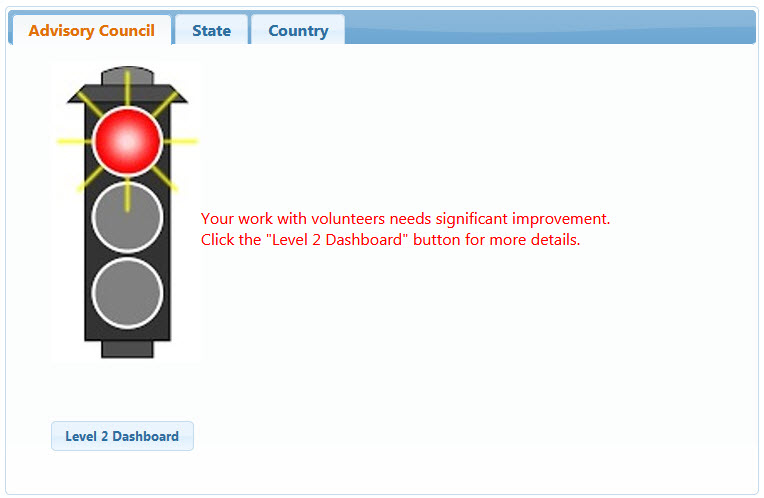 Advisory Council State Country
Your work with volunteers needs significant improvement.
Click the "Level 2 Dashboard" button for more details.
Level 2 Dashboard